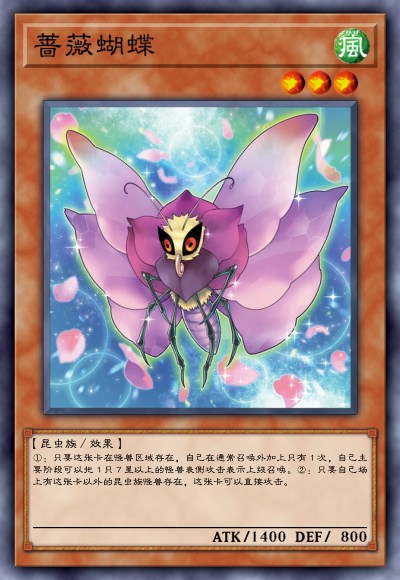 蔷薇蝴蝶
風
【昆虫族／效果】
①：只要这张卡在怪兽区域存在，自己在通常召唤外加上只有1次，自己主
要阶段可以把1只7星以上的怪兽表侧攻击表示上级召唤。②：只要自己场
上有这张卡以外的昆虫族怪兽存在，这张卡可以直接攻击。
ATK/1400 DEF/ 800